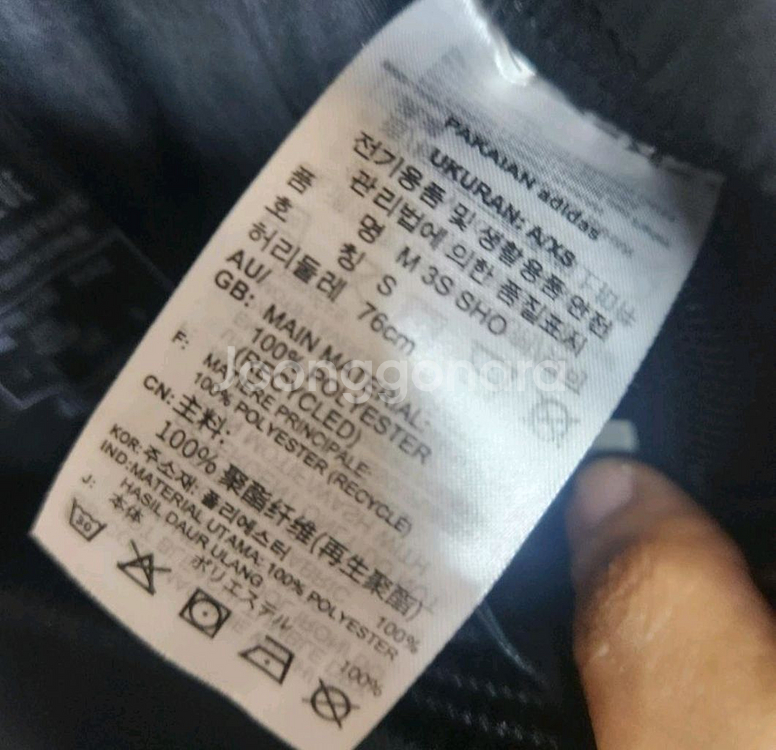 PAKAIAN adidas
UKURAN: A/XS
전기용품 및 생활용품 안전
관리법에 의한 품질표시
품 명 M 3S SHO
호 칭 S
허리둘레 76cm
AU/
GB: MAIN MATERIAL:
100% POLYESTER
(RECYCLED)
F: MATIERE PRINCIPALE:
100% POLYESTER (RECYCLE)
CN: 主料:
100% 聚酯纤维(再生聚酯)
KOR: 주소재: 폴리에스터 100%
IND: MATERIAL UTAMA: 100% POLYESTER
HASIL DAUR ULANG
J: 本体 ポリエステル 100%
30
Joonggonara